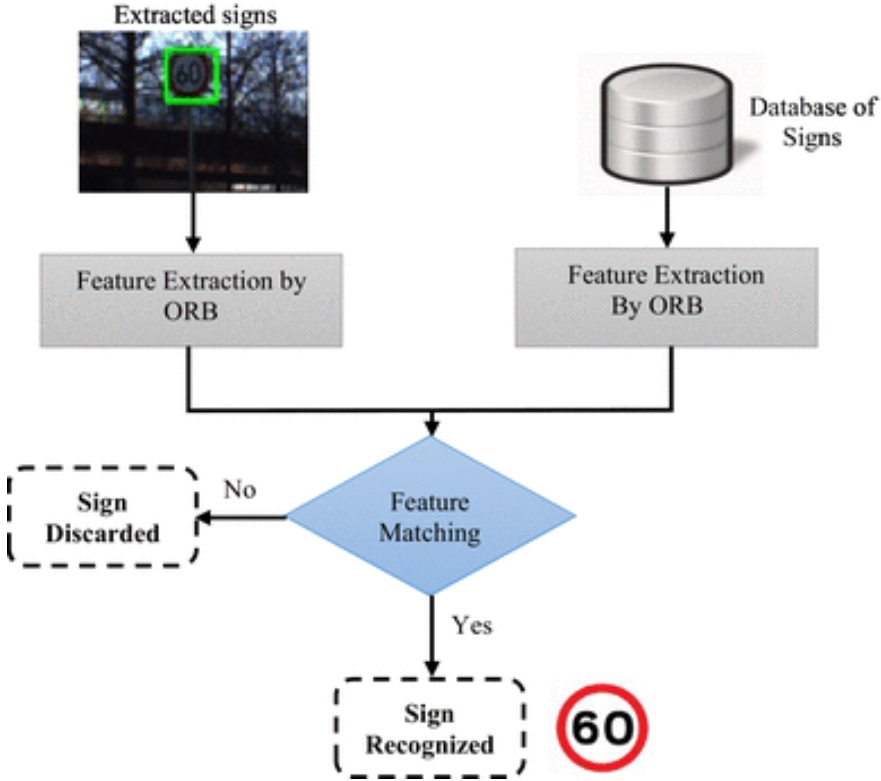 Extracted signs
60
Database of
Signs
Feature Extraction by
ORB
Feature Extraction
By ORB
Feature
Matching
No
Sign
Discarded
Yes
Sign
Recognized
60